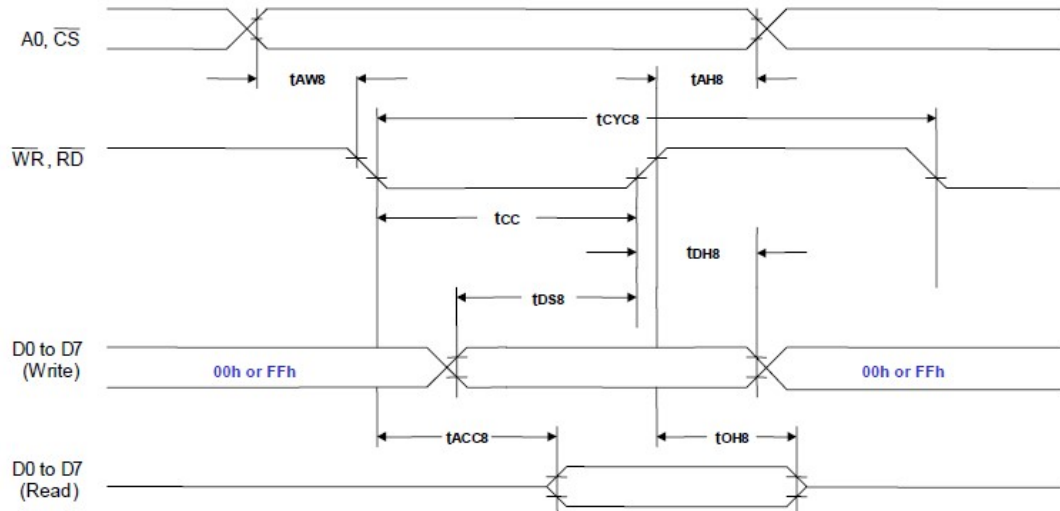 A0, CS
tAW8
tAH8
tCYC8
WR, RD
tCC
tDH8
tDS8
D0 to D7
(Write)
00h or FFh
00h or FFh
tACC8
tOH8
D0 to D7
(Read)